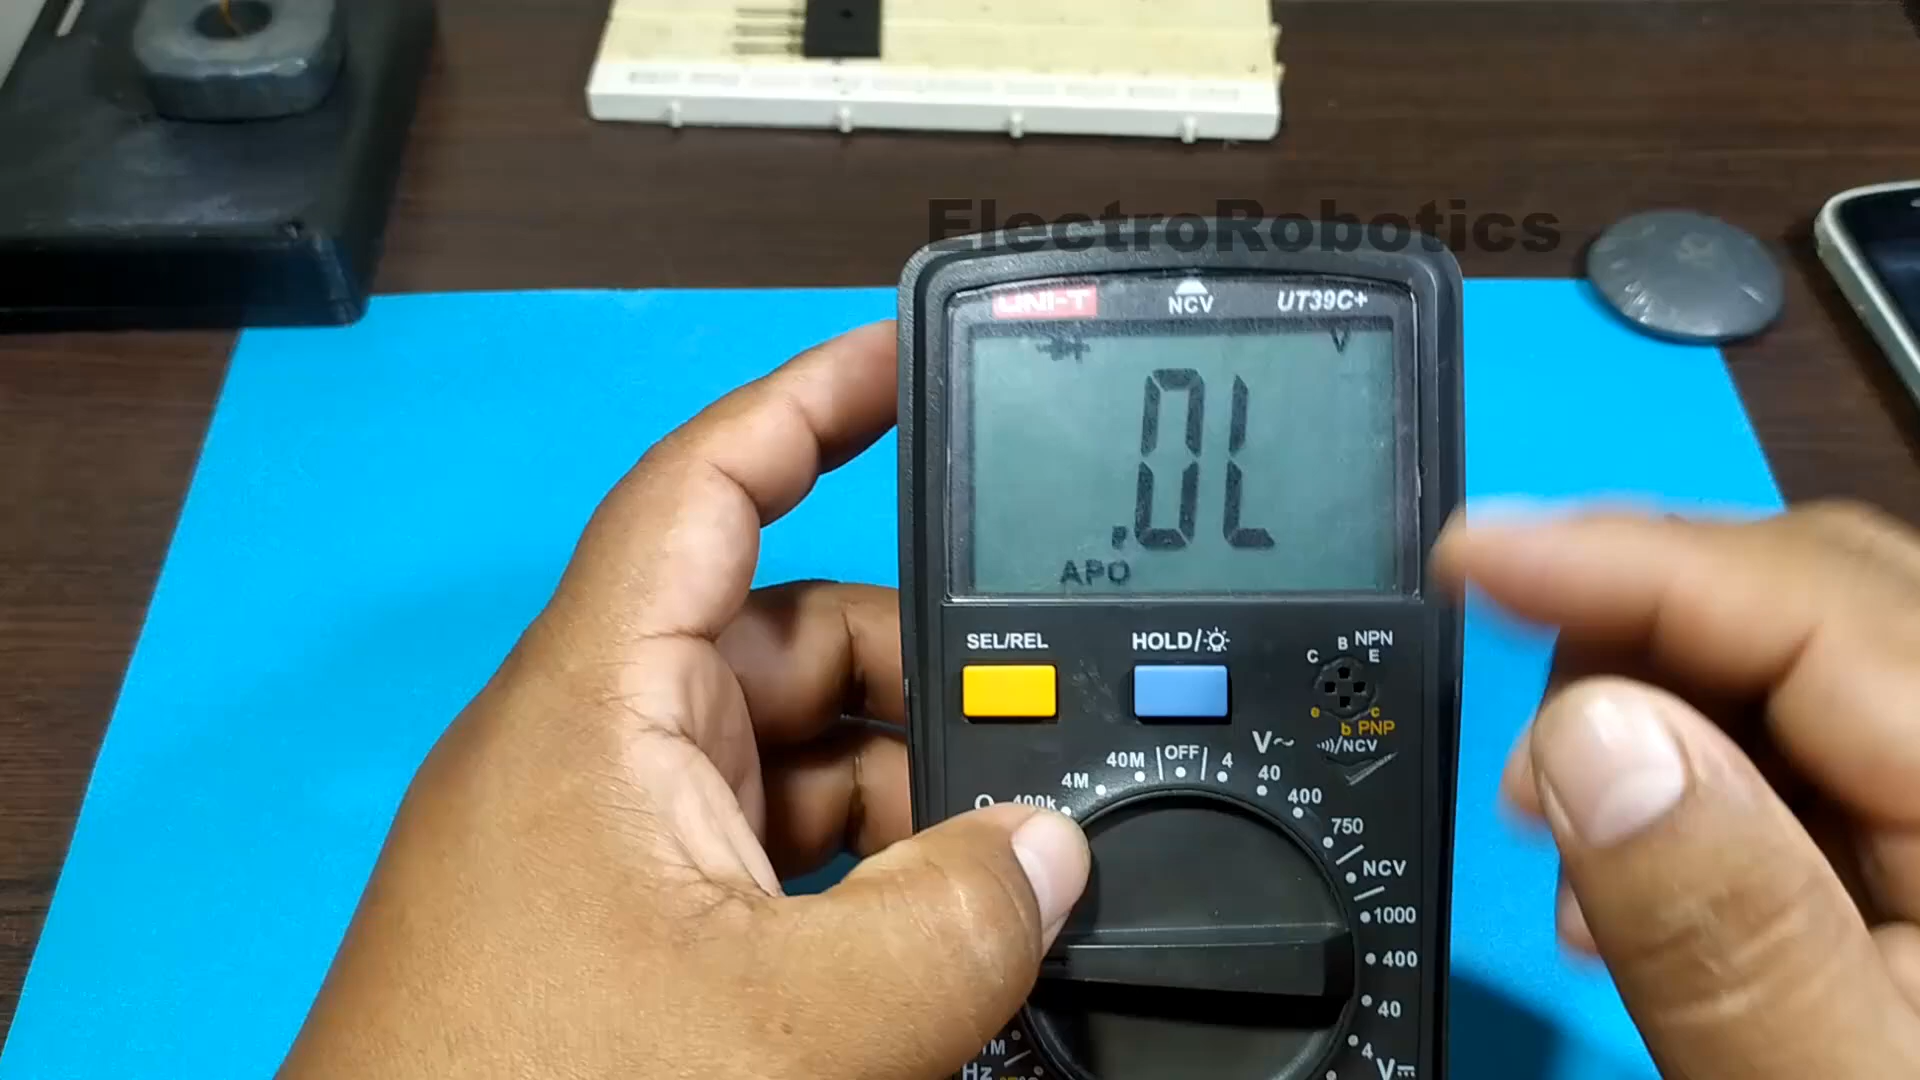 ElectroRobotics
UNI-T NCV UT39C+
V
.0L
APO
SEL/REL HOLD/
B NPN
C E
e c
b PNP
/NCV
OFF
40M 4 V~
4M 40
400k 400
750
NCV
1000
400
40
4
Hz V